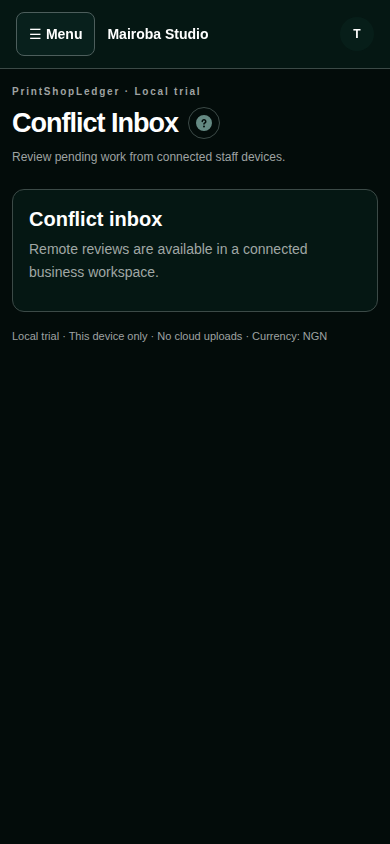 ☰ Menu
Mairoba Studio
T
PrintShopLedger · Local trial
Conflict Inbox
?
Review pending work from connected staff devices.
Conflict inbox
Remote reviews are available in a connected
business workspace.
Local trial · This device only · No cloud uploads · Currency: NGN